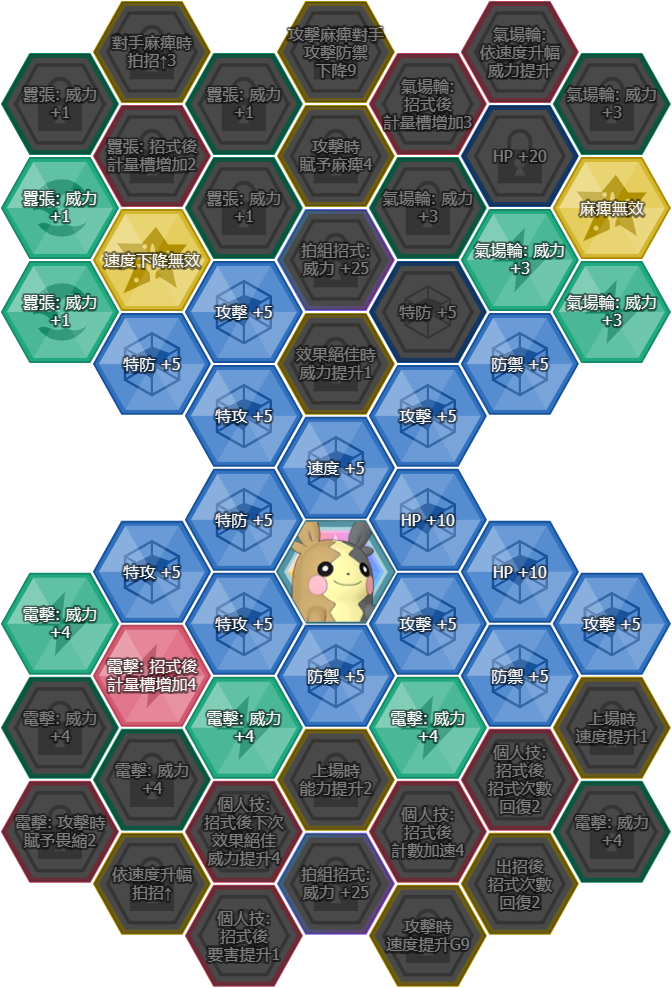 對手麻痺時
拍招↑3
攻擊麻痺對手
攻擊防禦
下降9
氣場輪:
依速度升幅
威力提升
囂張: 威力
+1
囂張: 威力
+1
氣場輪:
招式後
計量槽增加3
氣場輪: 威力
+3
囂張: 招式後
計量槽增加2
攻擊時
賦予麻痺4
HP +20
囂張: 威力
+1
囂張: 威力
+1
氣場輪: 威力
+3
麻痺無效
速度下降無效
拍組招式:
威力 +25
氣場輪: 威力
+3
囂張: 威力
+1
攻擊 +5
特防 +5
氣場輪: 威力
+3
特防 +5
效果絕佳時
威力提升1
防禦 +5
特攻 +5
攻擊 +5
速度 +5
特防 +5
HP +10
特攻 +5
HP +10
電擊: 威力
+4
特攻 +5
攻擊 +5
攻擊 +5
電擊: 招式後
計量槽增加4
防禦 +5
防禦 +5
電擊: 威力
+4
電擊: 威力
+4
電擊: 威力
+4
上場時
速度提升1
電擊: 威力
+4
上場時
能力提升2
個人技:
招式後
招式次數
回復2
電擊: 攻擊時
賦予畏縮2
個人技:
招式後下次
效果絕佳
威力提升4
個人技:
招式後
計數加速4
電擊: 威力
+4
依速度升幅
拍招↑
拍組招式:
威力 +25
出招後
招式次數
回復2
個人技:
招式後
要害提升1
攻擊時
速度提升G9